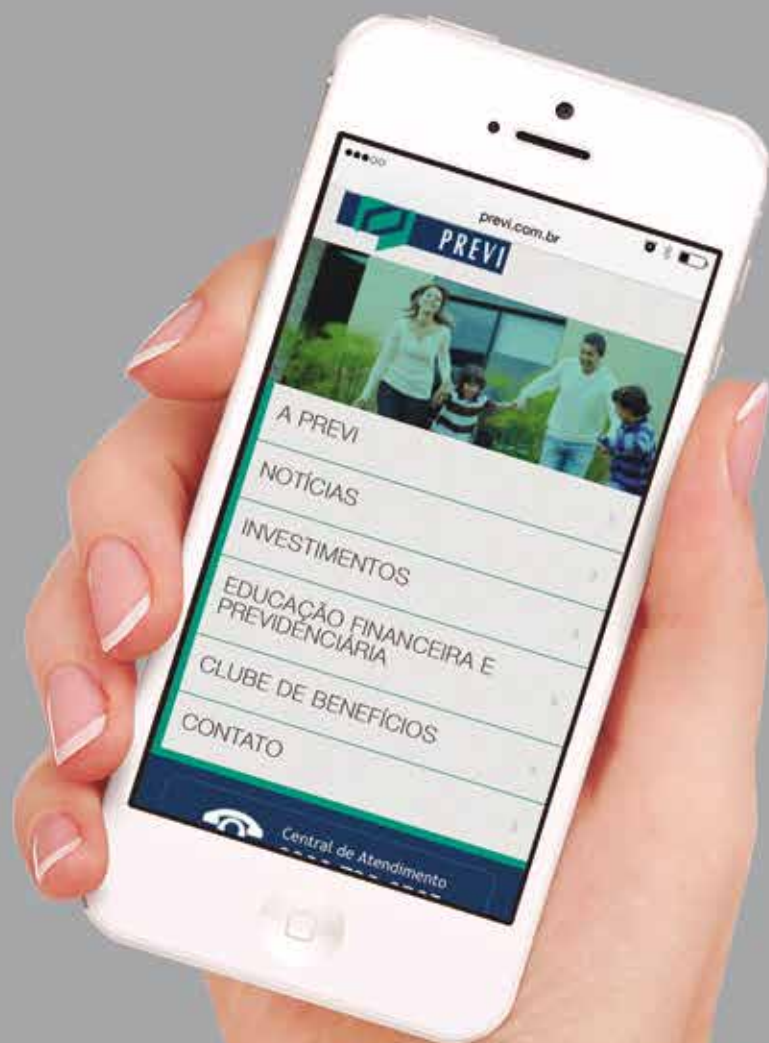 previ.com.br
PREVI
A PREVI
NOTÍCIAS
INVESTIMENTOS
EDUCAÇÃO FINANCEIRA E
PREVIDENCIÁRIA
CLUBE DE BENEFÍCIOS
CONTATO
Central de Atendimento